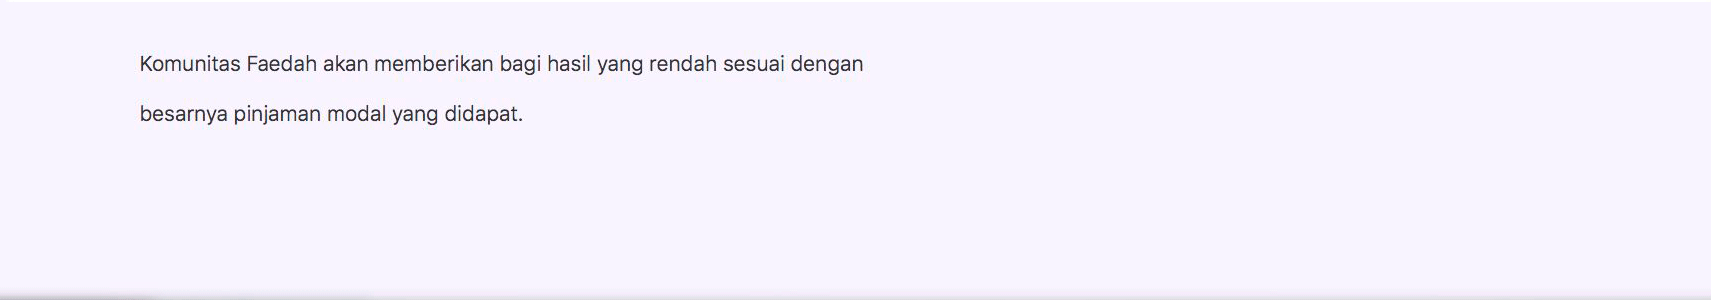 Komunitas Faedah akan memberikan bagi hasil yang rendah sesuai dengan
besarnya pinjaman modal yang didapat.